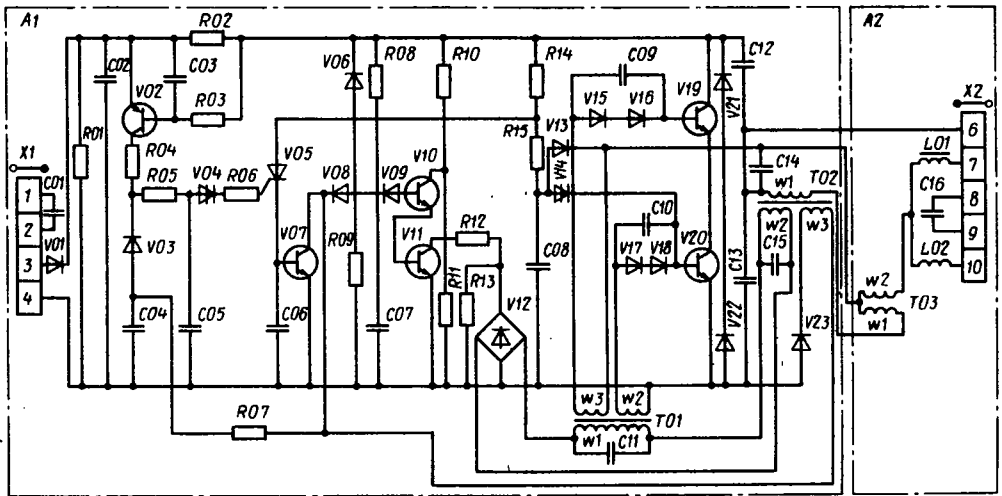 A1
A2
R02
C12
X2
R08
R10
R14
C09
V06
C02
C03
V19
V02
V15
V16
V21
R03
6
R01
R15
V13
L01
R04
V05
C14
7
X1
V10
V14
T02
C16
R05
V04
R06
V08
V09
w1
8
1
C01
C10
w2
w3
2
V07
R12
V20
C15
9
V11
V17
V18
C13
L02
3
V01
V03
R09
C08
10
R11
R13
w2
4
V12
T03
C04
C05
C06
C07
V22
V23
w1
w3
w2
R07
T01
w1
C11